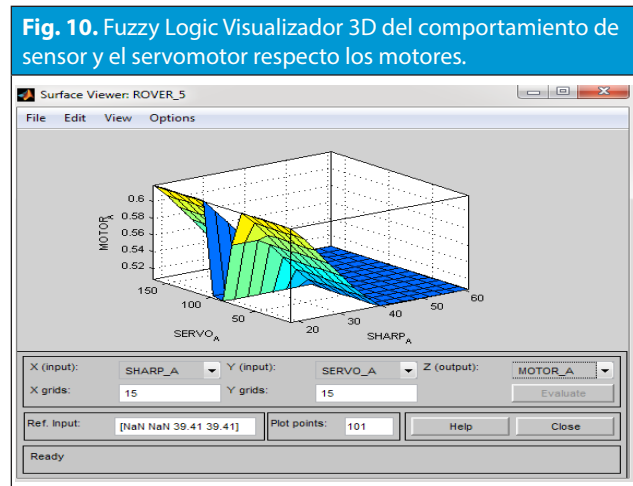 Fig. 10. Fuzzy Logic Visualizador 3D del comportamiento de
sensor y el servomotor respecto los motores.
Surface Viewer: ROVER_5
File Edit View Options
0.6
0.58
0.56
0.54
0.52
MOTOR_A
150
100
50
SERVO_A
20
30
40
50
60
SHARP_A
X (input): SHARP_A Y (input): SERVO_A Z (output): MOTOR_A
X grids: 15 Y grids: 15 Evaluate
Ref. Input: [NaN NaN 39.41 39.41] Plot points: 101 Help Close
Ready